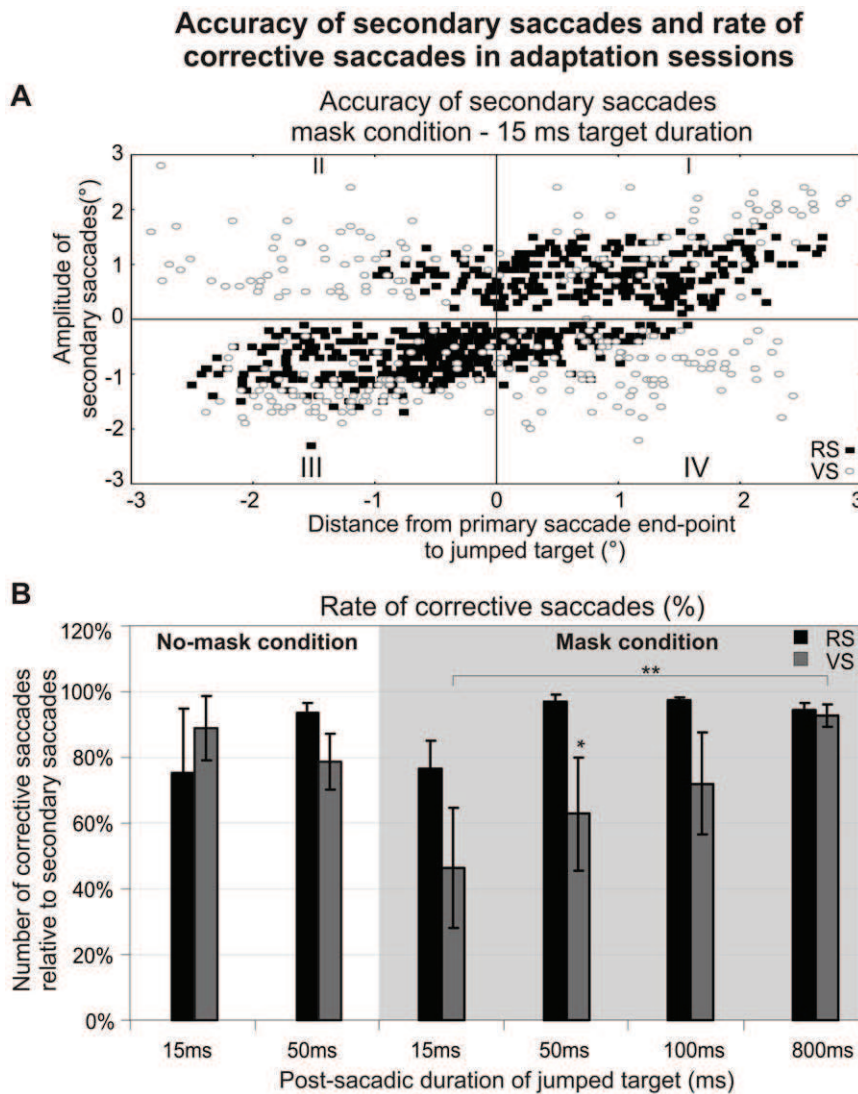 Accuracy of secondary saccades and rate of
corrective saccades in adaptation sessions
A
Accuracy of secondary saccades
mask condition - 15 ms target duration
Amplitude of
secondary saccades(°)
3
2
1
0
-1
-2
-3
II
I
III
IV
RS
VS
-3
-2
-1
0
1
2
3
Distance from primary saccade end-point
to jumped target (°)
B
Rate of corrective saccades (%)
Number of corrective saccades
relative to secondary saccades
120%
100%
80%
60%
40%
20%
0%
No-mask condition
Mask condition
RS
VS
**
*
15ms
50ms
15ms
50ms
100ms
800ms
Post-sacadic duration of jumped target (ms)